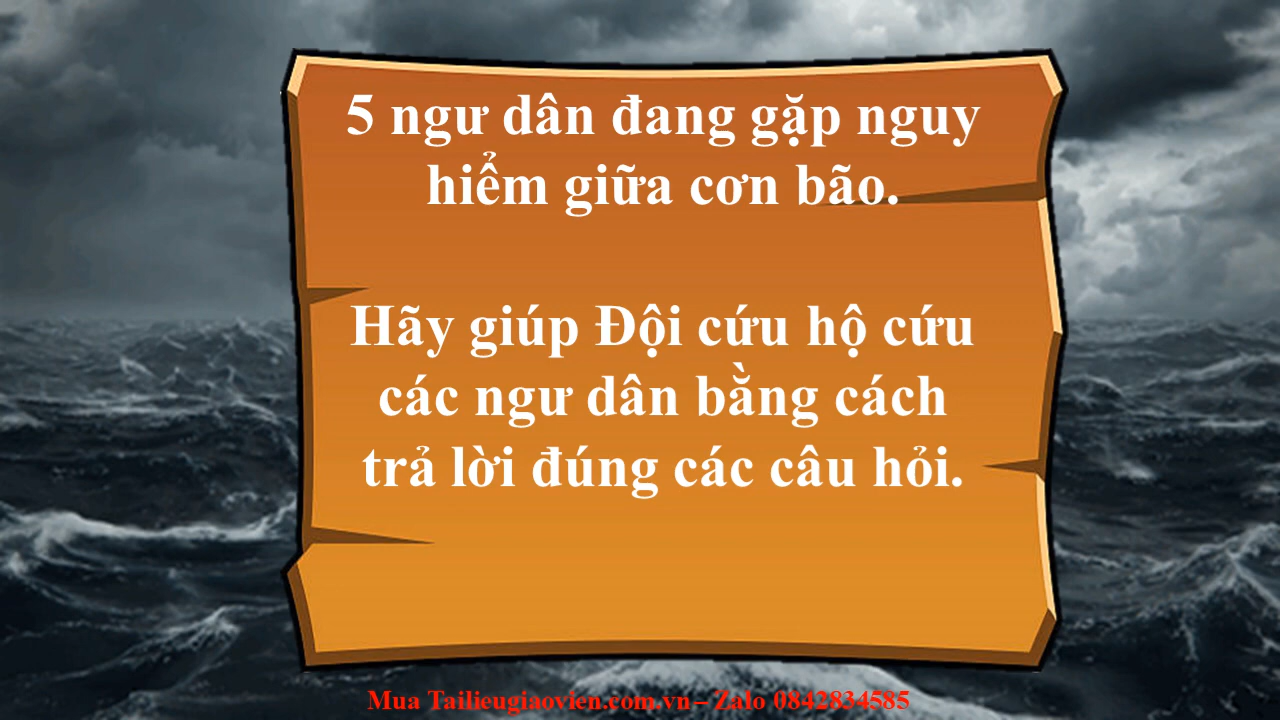 5 ngư dân đang gặp nguy
hiểm giữa cơn bão.
Hãy giúp Đội cứu hộ cứu
các ngư dân bằng cách
trả lời đúng các câu hỏi.
Mua Tailieugiaovien.com.vn – Zalo 0842834585